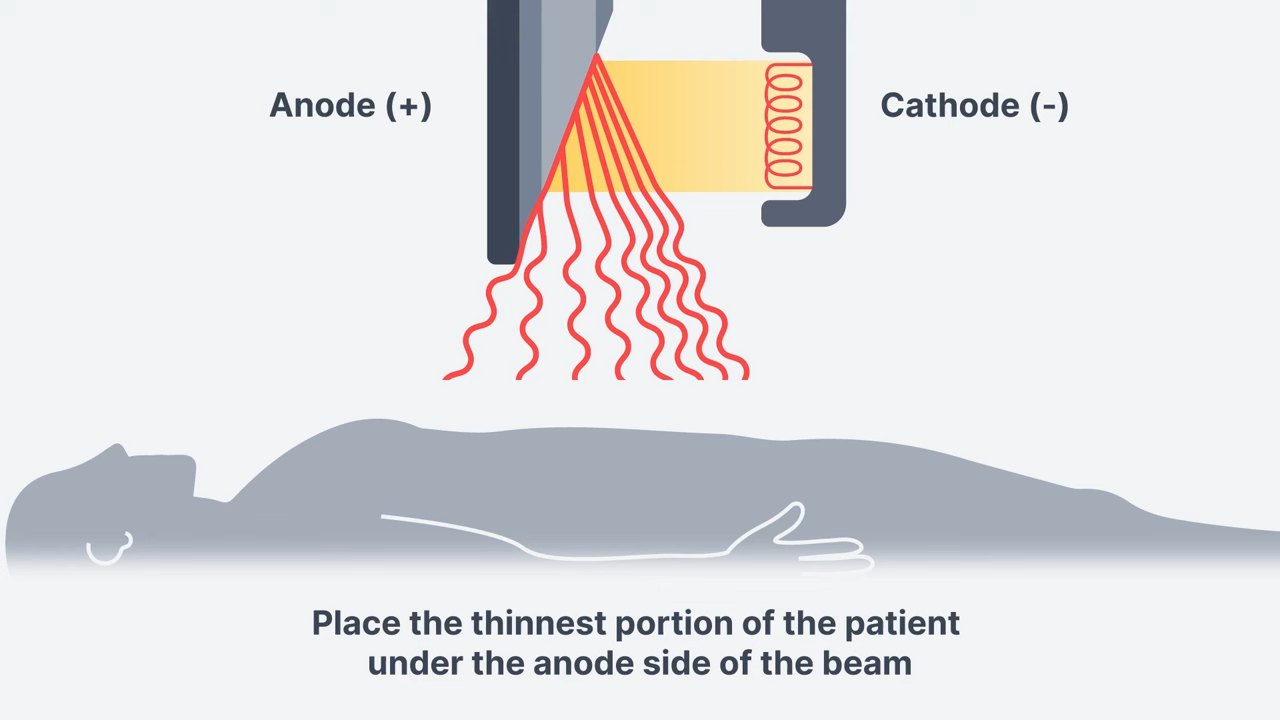 Anode (+)
Cathode (-)
Place the thinnest portion of the patient
under the anode side of the beam